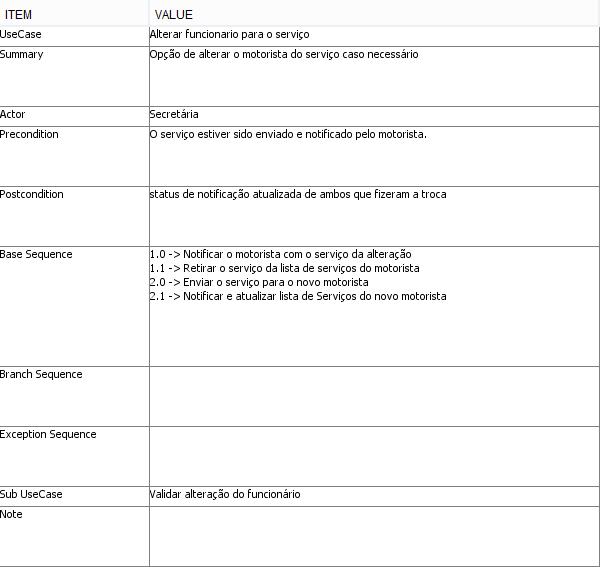 ITEM VALUE
UseCase Alterar funcionario para o serviço
Summary Opção de alterar o motorista do serviço caso necessário
Actor Secretária
Precondition O serviço estiver sido enviado e notificado pelo motorista.
Postcondition status de notificação atualizada de ambos que fizeram a troca
Base Sequence 1.0 -> Notificar o motorista com o serviço da alteração
1.1 -> Retirar o serviço da lista de serviços do motorista
2.0 -> Enviar o serviço para o novo motorista
2.1 -> Notificar e atualizar lista de Serviços do novo motorista
Branch Sequence
Exception Sequence
Sub UseCase Validar alteração do funcionário
Note